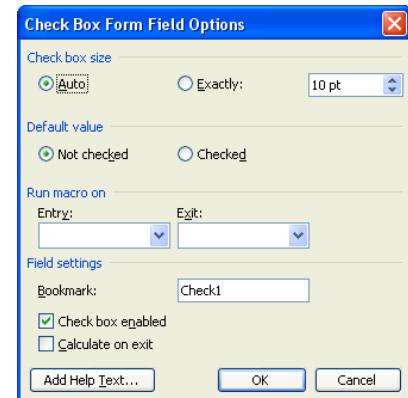 Check Box Form Field Options
Check box size
Auto Exactly: 10 pt
Default value
Not checked Checked
Run macro on
Entry: Exit:
Field settings
Bookmark: Check1
Check box enabled
Calculate on exit
Add Help Text... OK Cancel